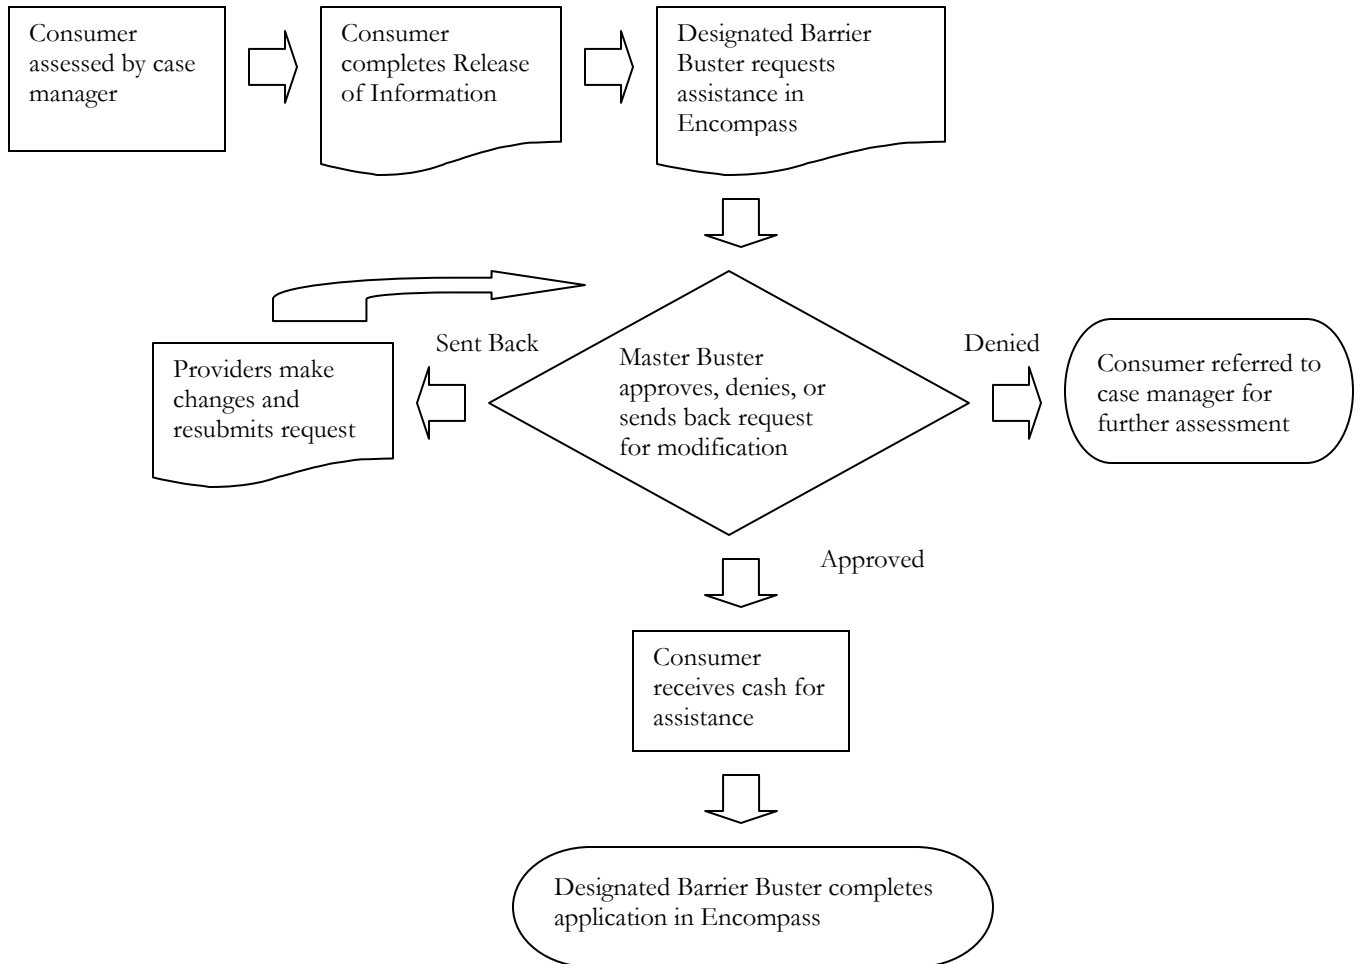 Consumer
assessed by case
manager
Consumer
completes Release
of Information
Designated Barrier
Buster requests
assistance in
Encompass
Sent Back
Denied
Providers make
changes and
resubmits request
Master Buster
approves, denies, or
sends back request
for modification
Consumer referred to
case manager for
further assessment
Approved
Consumer
receives cash for
assistance
Designated Barrier Buster completes
application in Encompass